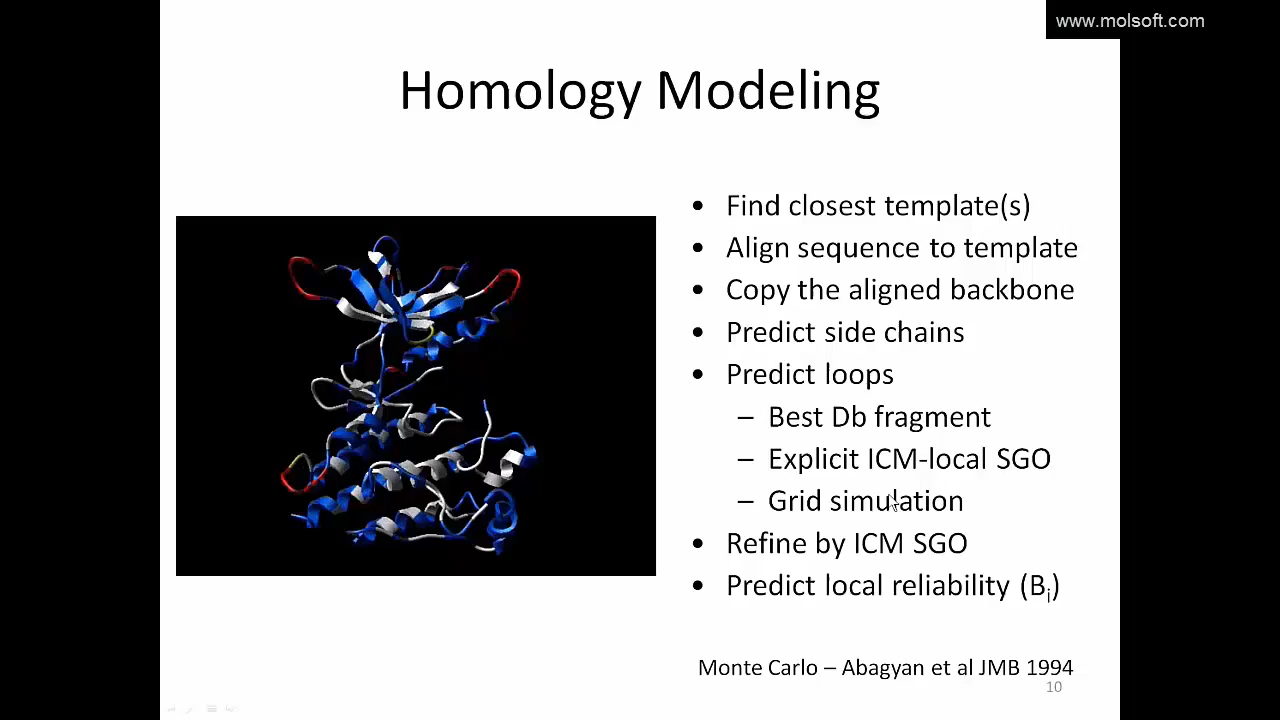 www.molsoft.com
Homology Modeling
• Find closest template(s)
• Align sequence to template
• Copy the aligned backbone
• Predict side chains
• Predict loops
– Best Db fragment
– Explicit ICM-local SGO
– Grid simulation
• Refine by ICM SGO
• Predict local reliability (Bi)
Monte Carlo – Abagyan et al JMB 1994
10